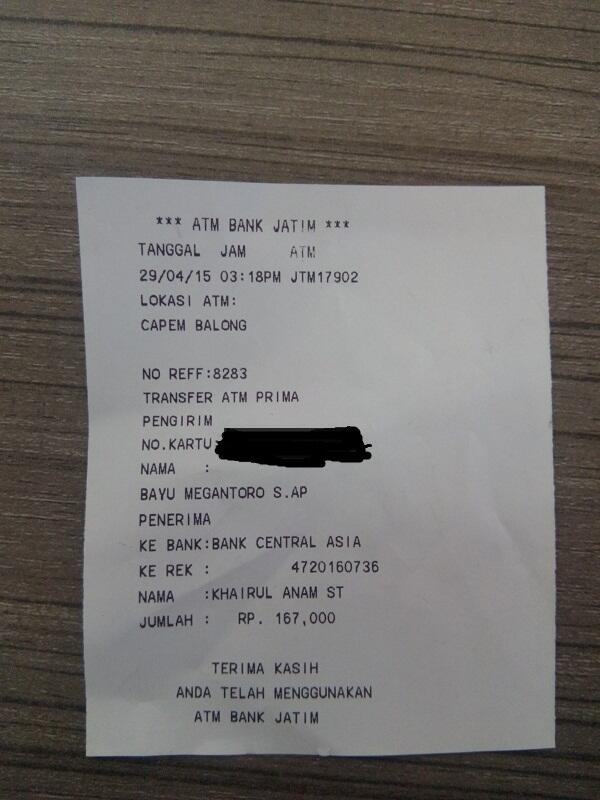 *** ATM BANK JATIM ***
TANGGAL JAM ATM
29/04/15 03:18PM JTM17902
LOKASI ATM:
CAPEM BALONG
NO REFF:8283
TRANSFER ATM PRIMA
PENGIRIM
NO.KARTU
NAMA :
BAYU MEGANTORO S.AP
PENERIMA
KE BANK:BANK CENTRAL ASIA
KE REK : 4720160736
NAMA :KHAIRUL ANAM ST
JUMLAH : RP. 167,000
TERIMA KASIH
ANDA TELAH MENGGUNAKAN
ATM BANK JATIM